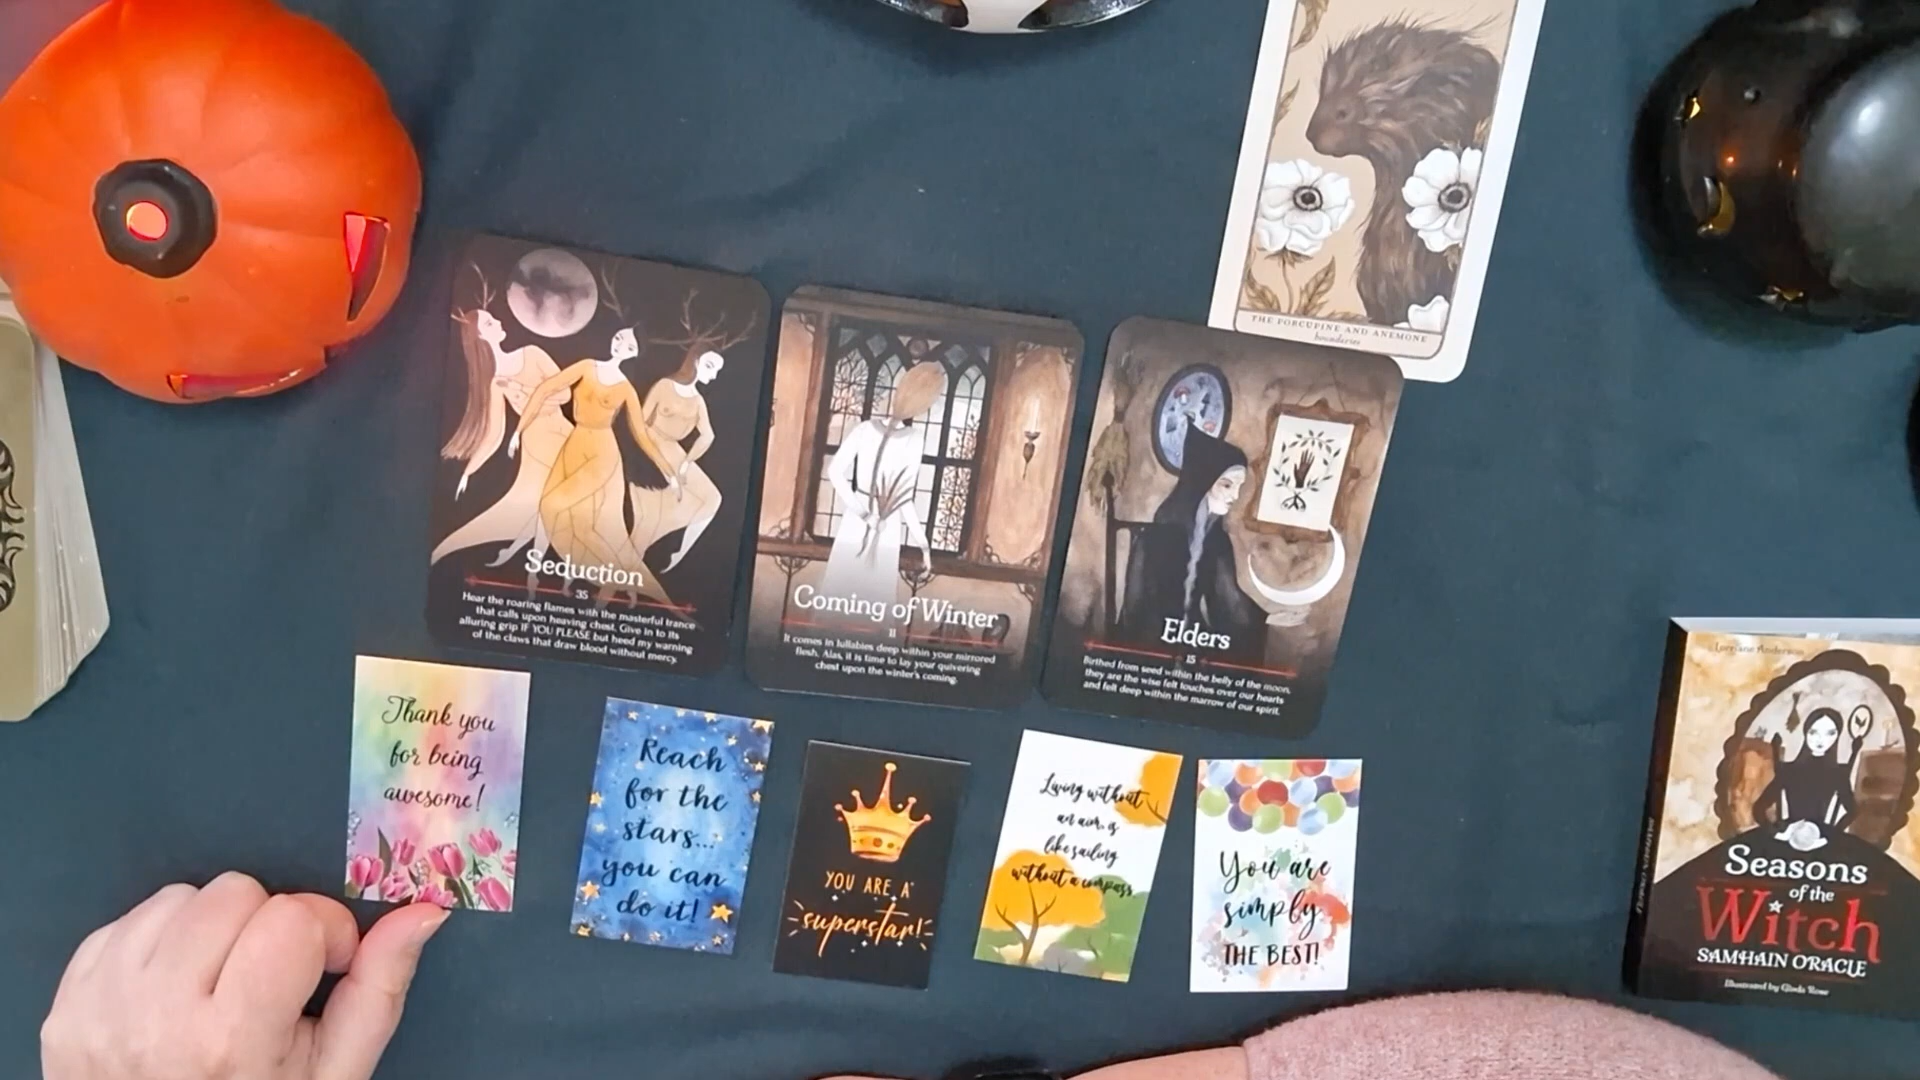 THE PORCUPINE AND ANEMONE
boundaries
Seduction
35
Hear the roaring flames with the masterful trance
that calls upon heaving chest. Give in to its
alluring grip IF YOU PLEASE but heed my warning
of the claws that draw blood without mercy.
Coming of Winter
11
It comes in lullabies deep within your mirrored
flesh. Alas, it is time to lay your quivering
chest upon the winter's coming.
Elders
15
Birthed from seed within the belly of the moon,
they are the wise felt touches over our hearts
and felt deep within the marrow of our spirit.
Thank you
for being
awesome!
Reach
for the
stars...
you can
do it!
YOU ARE A
superstar!
Living without
an aim, is
like sailing
without a compass.
You are
simply
THE BEST!
Lorriane Anderson
Seasons
of the
Witch
SAMHAIN ORACLE
Illustrated by Giada Rose